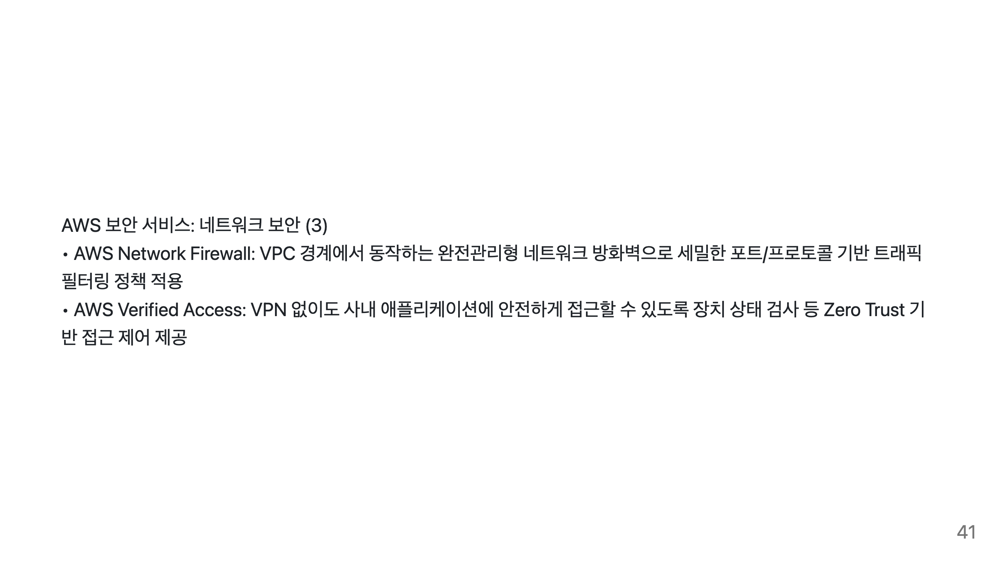 AWS 보안 서비스: 네트워크 보안 (3)
• AWS Network Firewall: VPC 경계에서 동작하는 완전관리형 네트워크 방화벽으로 세밀한 포트/프로토콜 기반 트래픽
필터링 정책 적용
• AWS Verified Access: VPN 없이도 사내 애플리케이션에 안전하게 접근할 수 있도록 장치 상태 검사 등 Zero Trust 기
반 접근 제어 제공
41